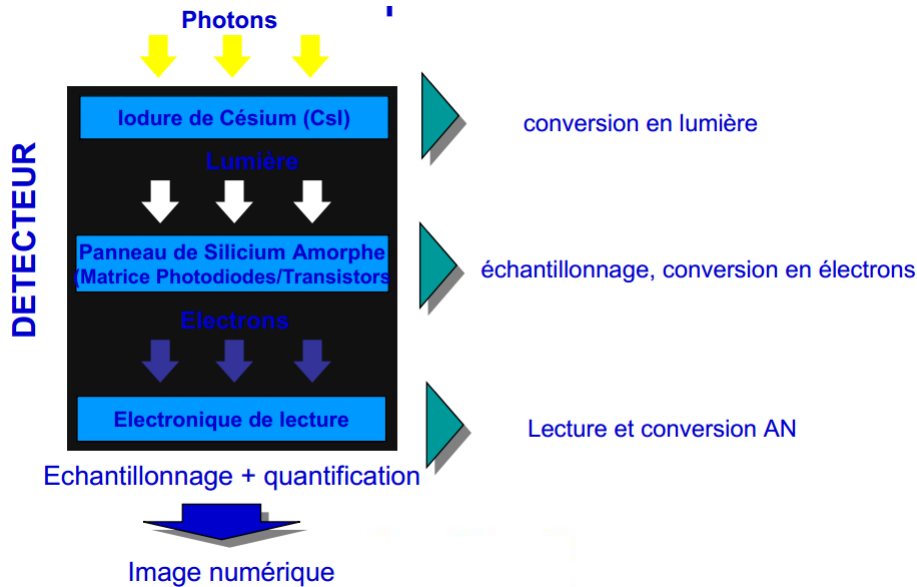 Photons
Iodure de Césium (CsI)
conversion en lumière
Lumière
DETECTEUR
Panneau de Silicium Amorphe
(Matrice Photodiodes/Transistors
échantillonnage, conversion en électrons
Electrons
Electronique de lecture
Lecture et conversion AN
Echantillonnage + quantification
Image numérique